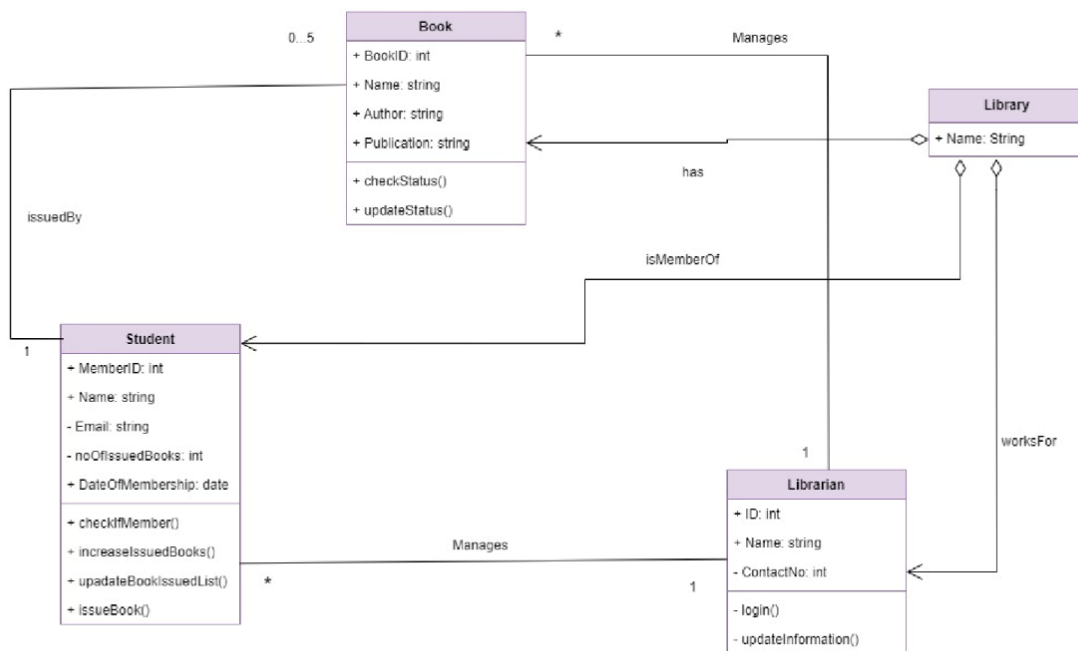 Book
0...5
*
Manages
+ BookID: int
+ Name: string
+ Author: string
+ Publication: string
+ checkStatus()
+ updateStatus()
Library
+ Name: String
has
issuedBy
isMemberOf
1
Student
+ MemberID: int
+ Name: string
- Email: string
- noOfIssuedBooks: int
+ DateOfMembership: date
+ checkIfMember()
+ increaseIssuedBooks()
+ upadateBookIssuedList()
+ issueBook()
worksFor
1
Librarian
+ ID: int
+ Name: string
- ContactNo: int
- login()
- updateInformation()
Manages
*
1